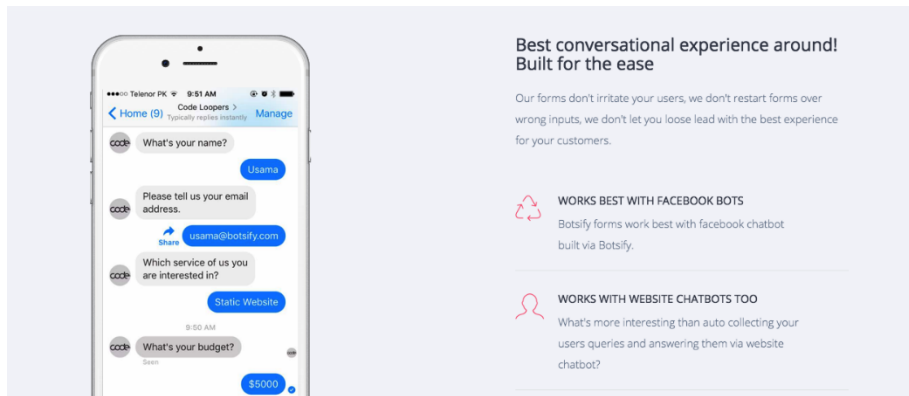 Telenor PK 9:51 AM
Home (9) Code Loopers > Manage
Typically replies instantly
code What's your name?
Usama
Please tell us your email
code address.
Share usama@botsify.com
Which service of us you
code are interested in?
Static Website
9:50 AM
code What's your budget?
Seen
$5000
Best conversational experience around!
Built for the ease
Our forms don't irritate your users, we don't restart forms over
wrong inputs, we don't let you loose lead with the best experience
for your customers.
WORKS BEST WITH FACEBOOK BOTS
Botsify forms work best with facebook chatbot
built via Botsify.
WORKS WITH WEBSITE CHATBOTS TOO
What's more interesting than auto collecting your
users queries and answering them via website
chatbot?